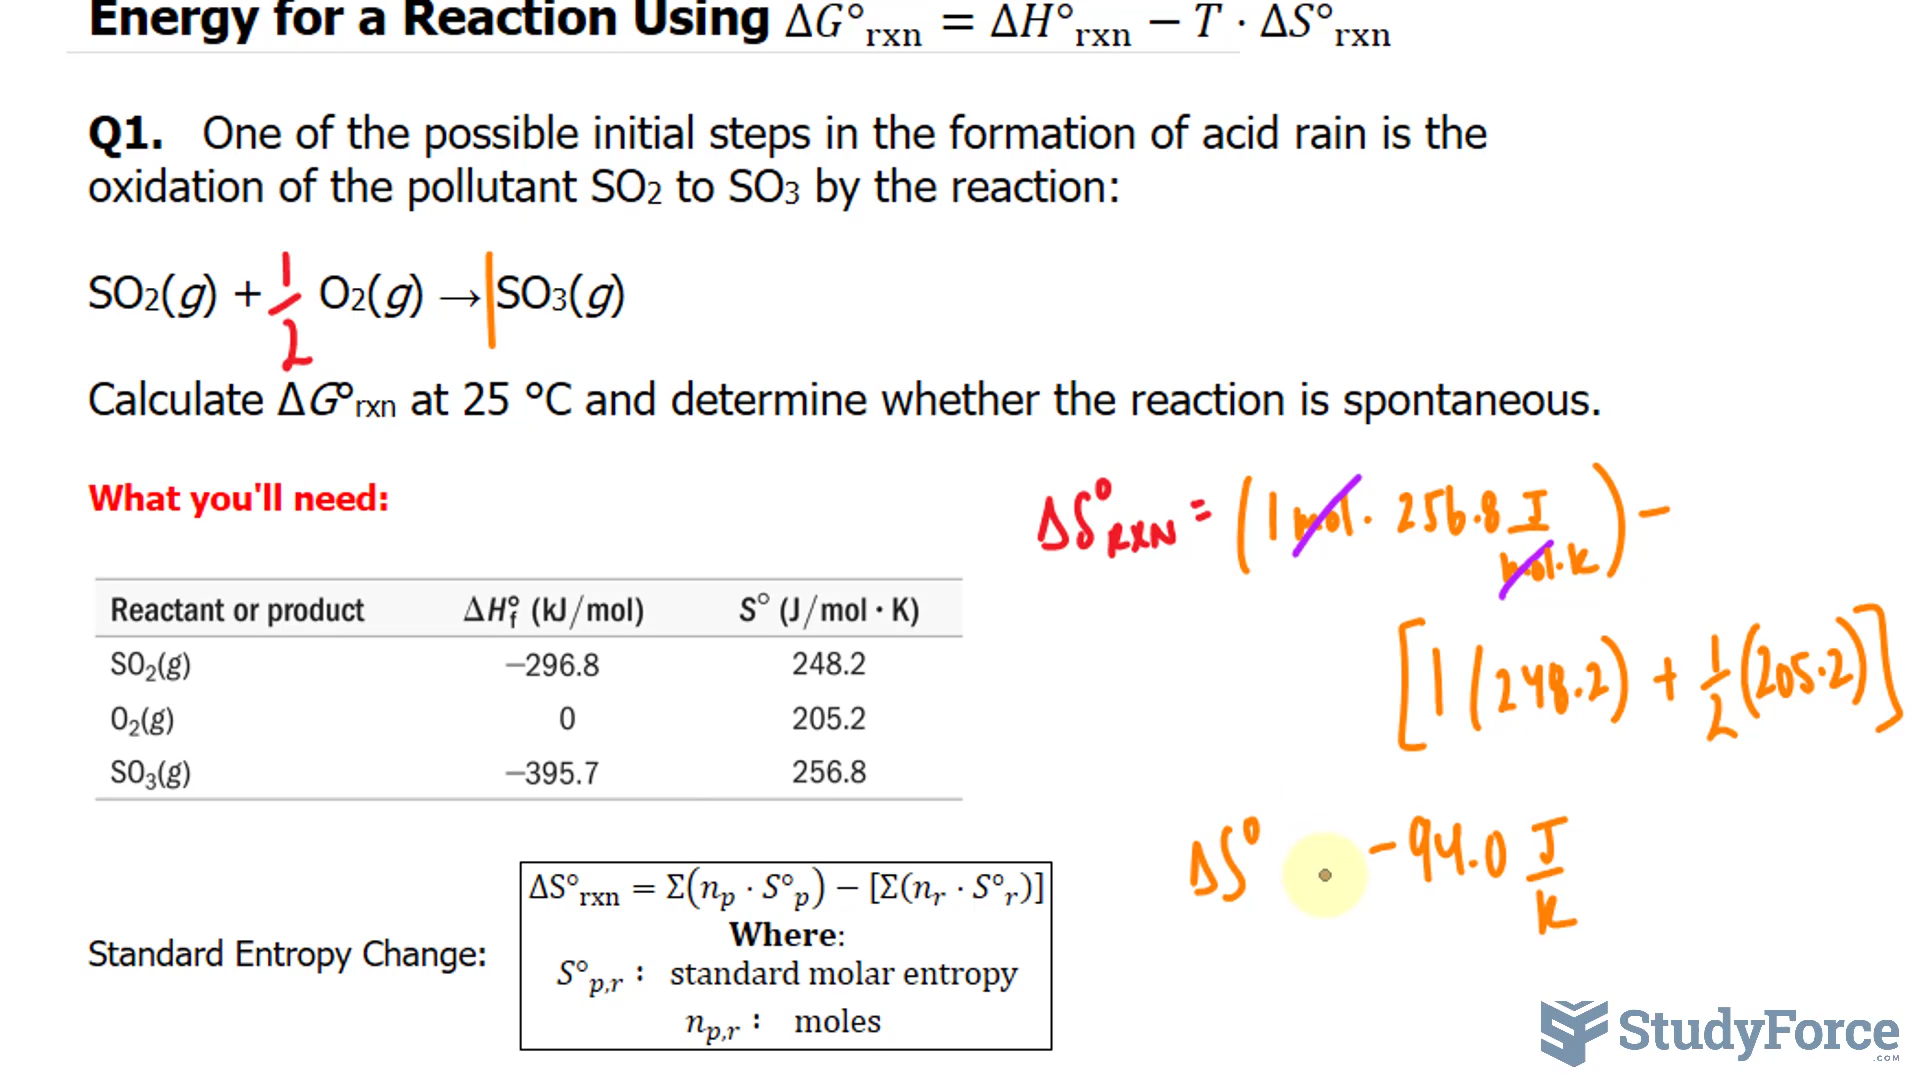 Energy for a Reaction Using ΔG°rxn = ΔH°rxn − T · ΔS°rxn
Q1. One of the possible initial steps in the formation of acid rain is the
oxidation of the pollutant SO2 to SO3 by the reaction:
SO2(g) + 1/2 O2(g) → | SO3(g)
Calculate ΔG°rxn at 25 °C and determine whether the reaction is spontaneous.
What you'll need:
ΔS°RXN = (1 mol · 256.8 J/mol·K) −
[1(248.2) + 1/2(205.2)]
Reactant or product ΔH°f (kJ/mol) S° (J/mol · K)
SO2(g) −296.8 248.2
O2(g) 0 205.2
SO3(g) −395.7 256.8
ΔS° −94.0 J/K
Standard Entropy Change:
ΔS°rxn = Σ(np · S°p) − [Σ(nr · S°r)]
Where:
S°p,r : standard molar entropy
np,r : moles
StudyForce
.COM